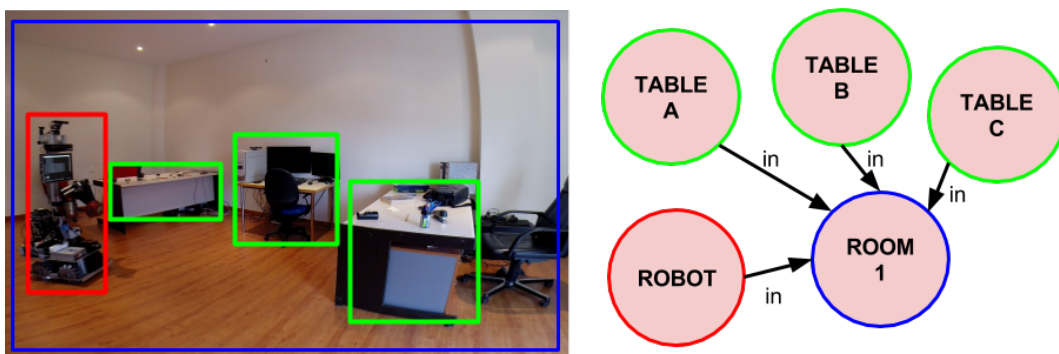 TABLE
A
TABLE
B
TABLE
C
in
in
in
ROBOT
in
ROOM
1